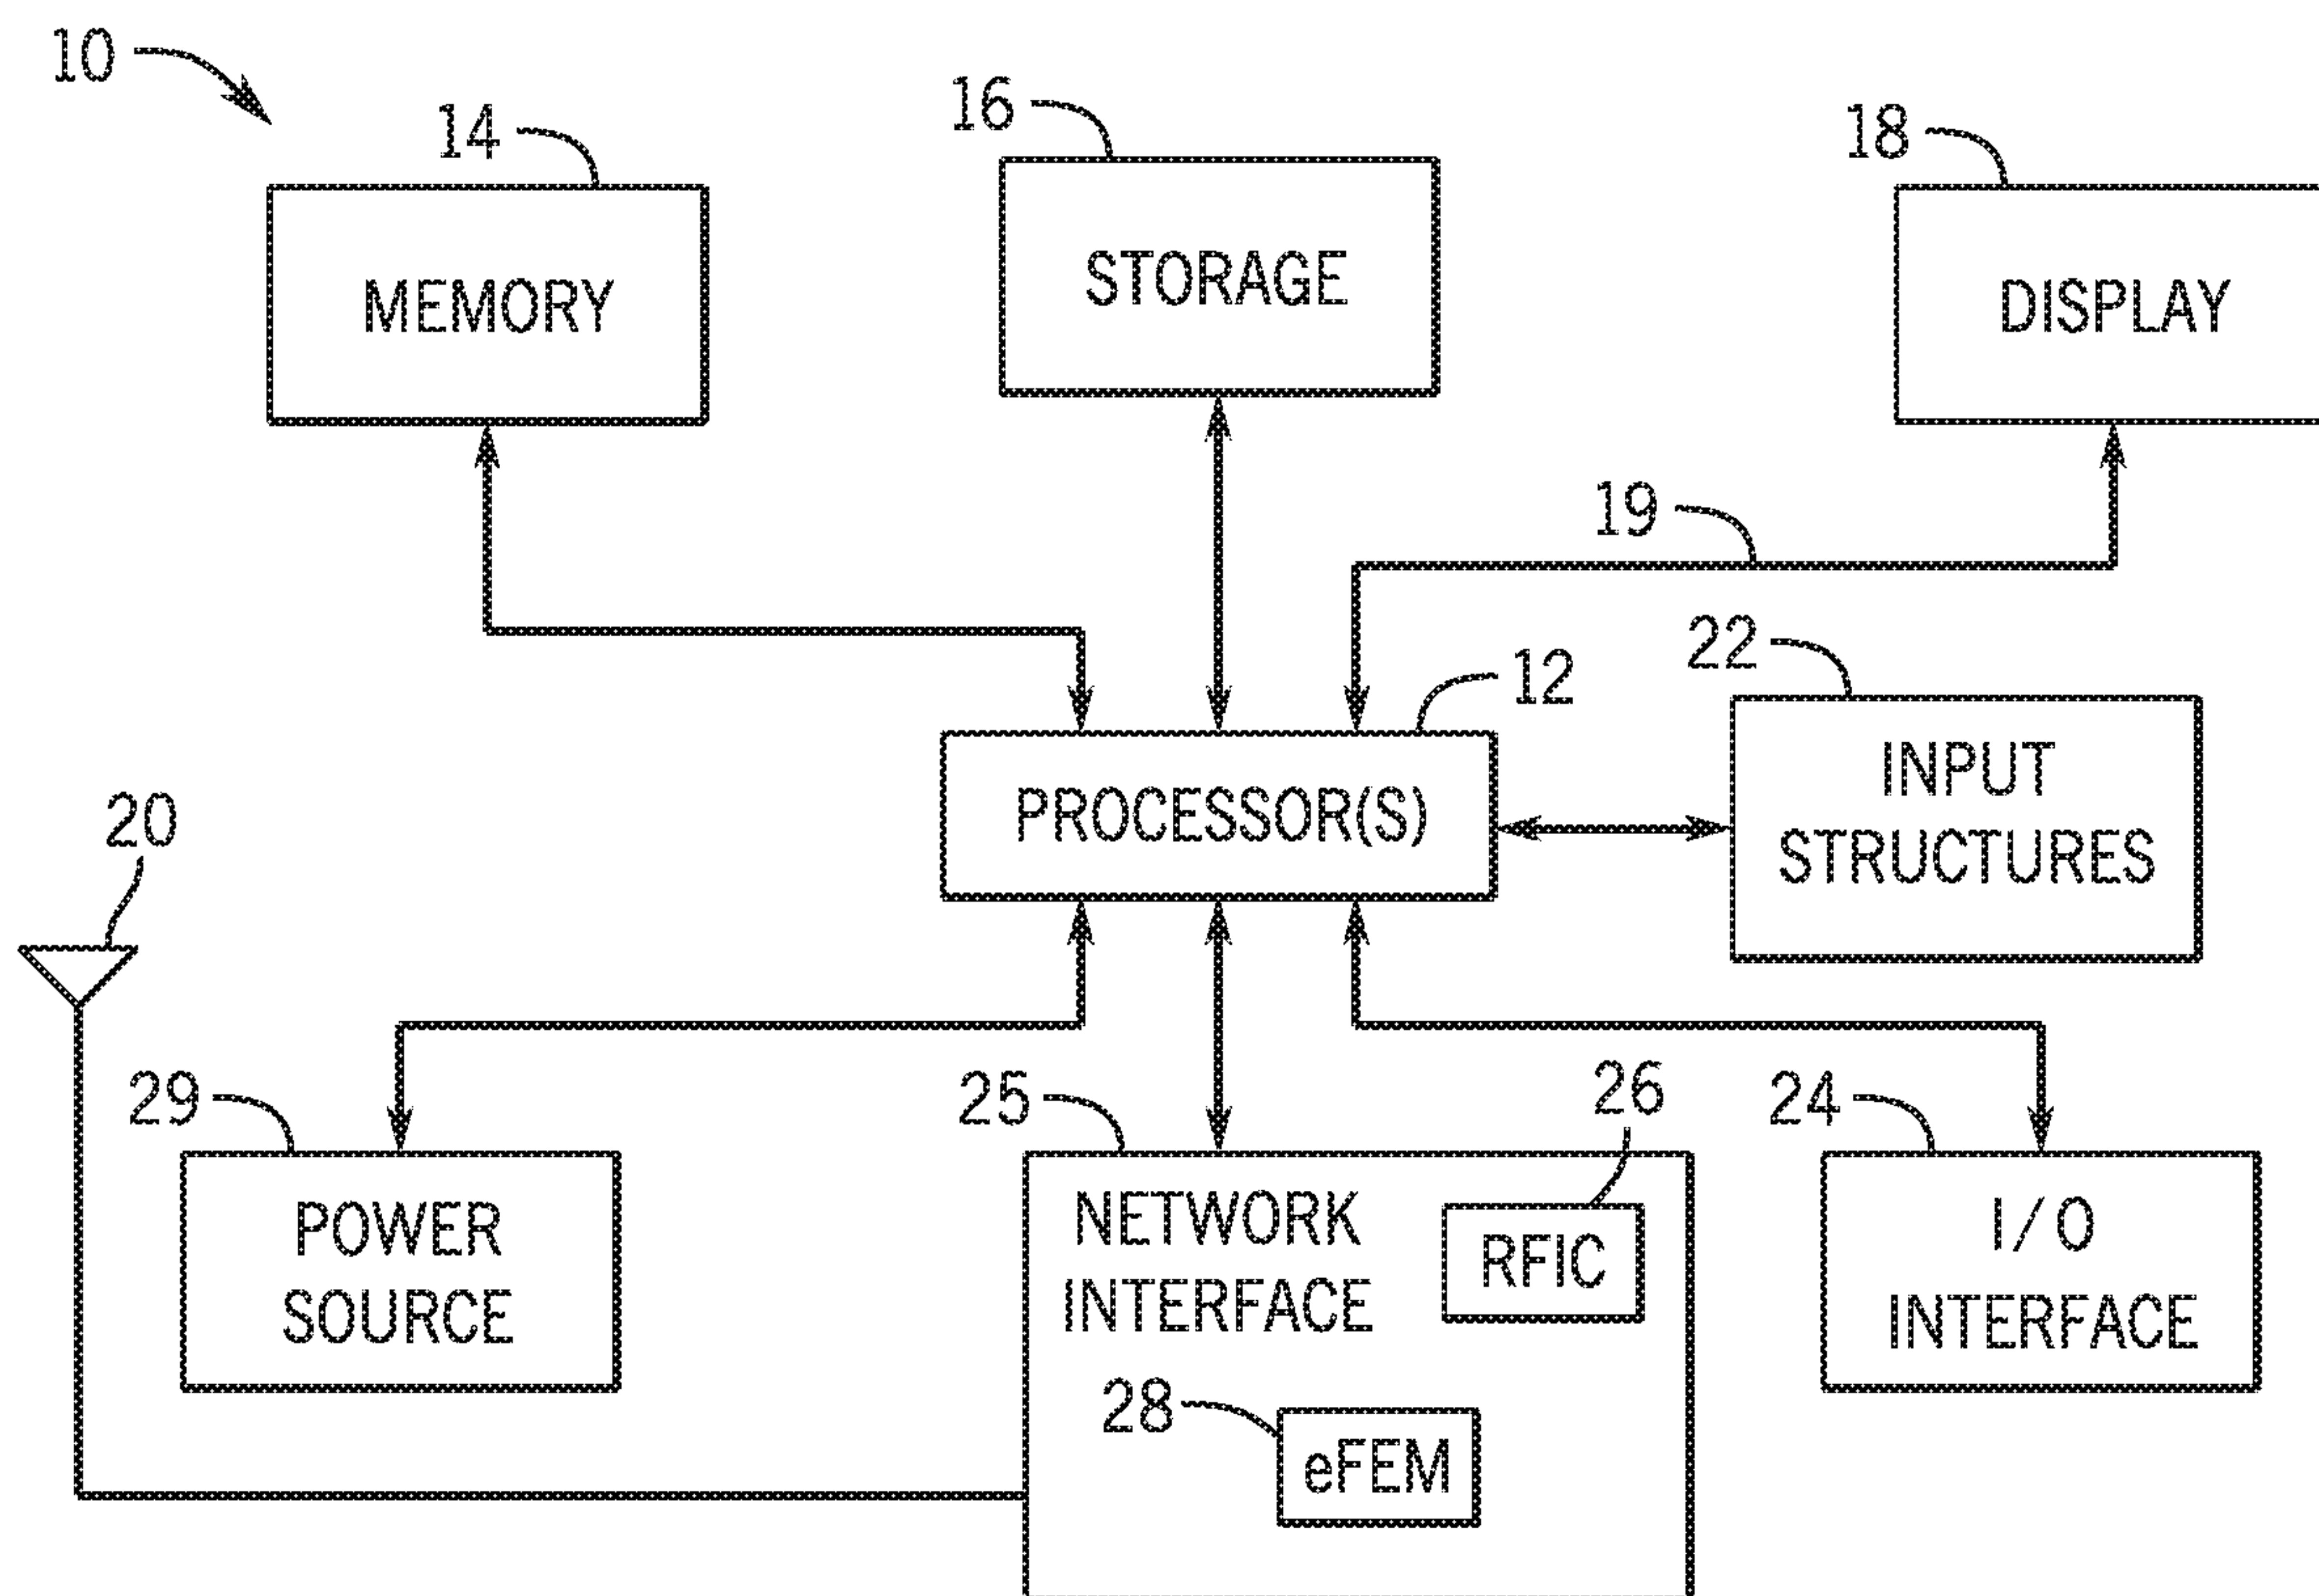 10
14
16
18
MEMORY
STORAGE
DISPLAY
19
22
12
PROCESSOR(S)
INPUT
STRUCTURES
20
29
25
26
24
POWER
SOURCE
NETWORK
INTERFACE
RFIC
I/O
INTERFACE
28
eFEM